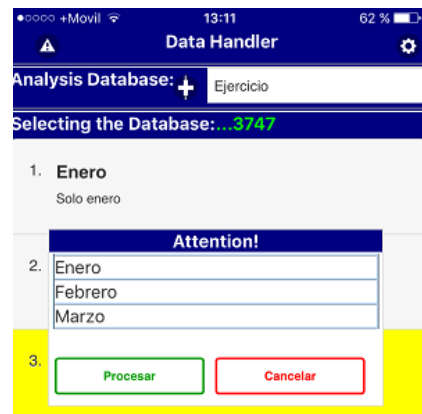 +Movil 13:11 62 %
Data Handler
Analysis Database: + Ejercicio
Selecting the Database:...3747
1. Enero
Solo enero
Attention!
2. Enero
Febrero
Marzo
3.
Procesar Cancelar